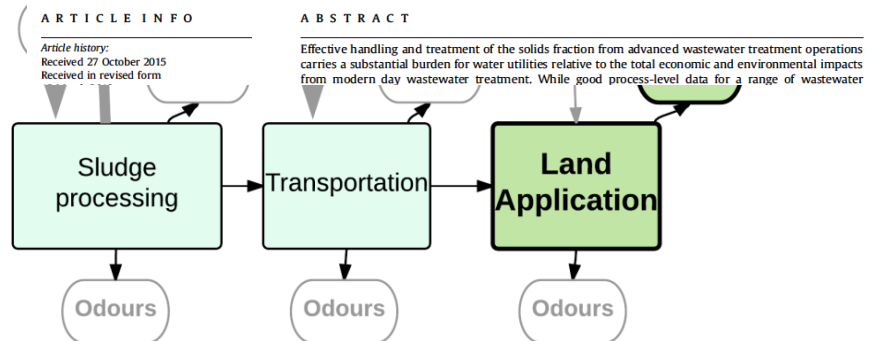 ARTICLE INFO
Article history:
Received 27 October 2015
Received in revised form
ABSTRACT
Effective handling and treatment of the solids fraction from advanced wastewater treatment operations
carries a substantial burden for water utilities relative to the total economic and environmental impacts
from modern day wastewater treatment. While good process-level data for a range of wastewater
Sludge
processing
Transportation
Land
Application
Odours
Odours
Odours